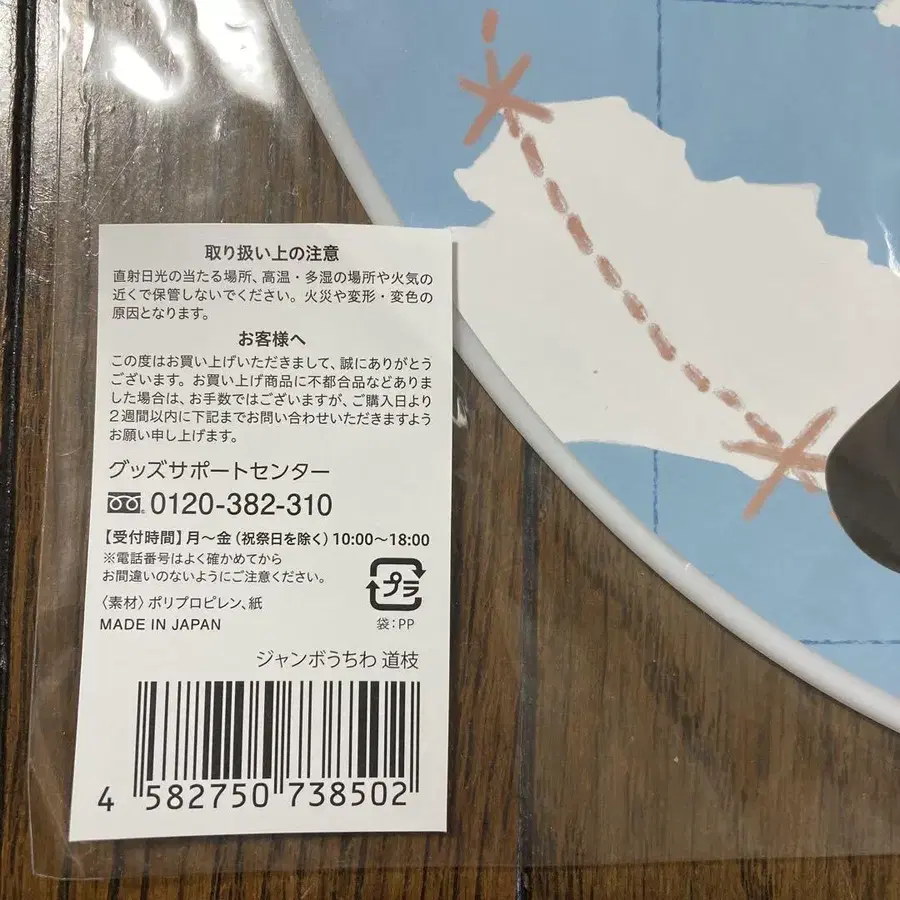 取り扱い上の注意
直射日光の当たる場所、高温・多湿の場所や火気の
近くで保管しないでください。火災や変形・変色の
原因となります。
お客様へ
この度はお買い上げいただきまして、誠にありがとう
ございます。お買い上げ商品に不都合品などありま
した場合は、お手数ではございますが、ご購入日より
2週間以内に下記までお問い合わせいただきますよう
お願い申し上げます。
グッズサポートセンター
0120-382-310
【受付時間】月～金（祝祭日を除く）10:00～18:00
※電話番号はよく確かめてから
お間違いのないようにご注意ください。
〈素材〉ポリプロピレン、紙
MADE IN JAPAN
プラ
袋：PP
ジャンボうちわ 道枝
4 582750 738502